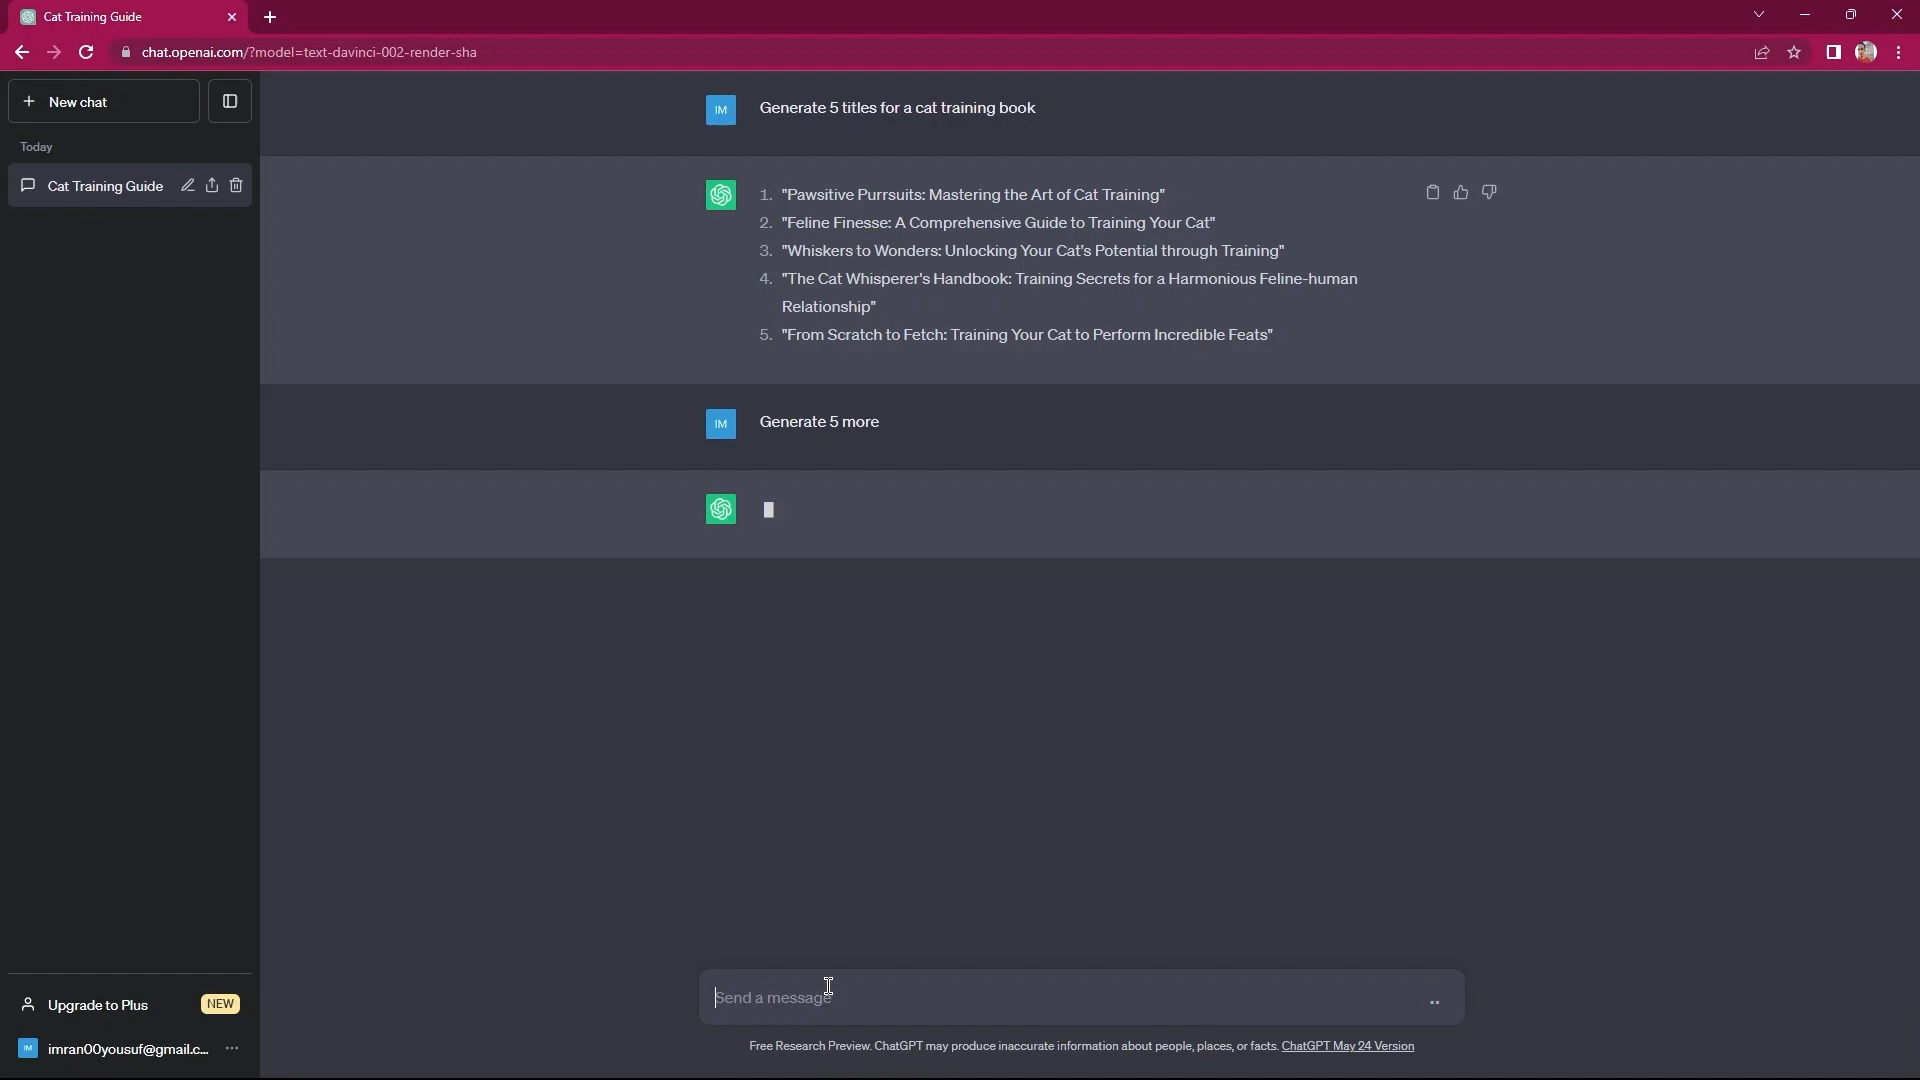 Cat Training Guide
chat.openai.com/?model=text-davinci-002-render-sha
New chat
Today
Cat Training Guide
IM
Generate 5 titles for a cat training book
1. "Pawsitive Purrsuits: Mastering the Art of Cat Training"
2. "Feline Finesse: A Comprehensive Guide to Training Your Cat"
3. "Whiskers to Wonders: Unlocking Your Cat's Potential through Training"
4. "The Cat Whisperer's Handbook: Training Secrets for a Harmonious Feline-human
Relationship"
5. "From Scratch to Fetch: Training Your Cat to Perform Incredible Feats"
IM
Generate 5 more
Send a message
..
Free Research Preview. ChatGPT may produce inaccurate information about people, places, or facts. ChatGPT May 24 Version
Upgrade to Plus NEW
IM imran00yousuf@gmail.c... ...